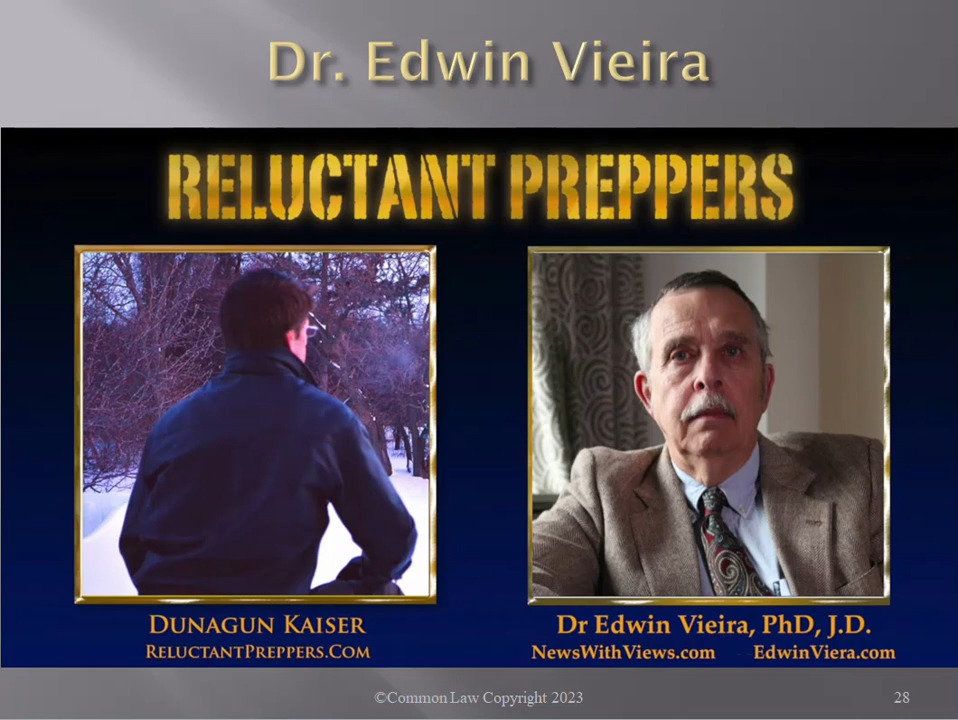 Dr. Edwin Vieira
RELUCTANT PREPPERS
DUNAGUN KAISER
RELUCTANTPREPPERS.COM
Dr Edwin Vieira, PhD, J.D.
NewsWithViews.com EdwinViera.com
©Common Law Copyright 2023
28